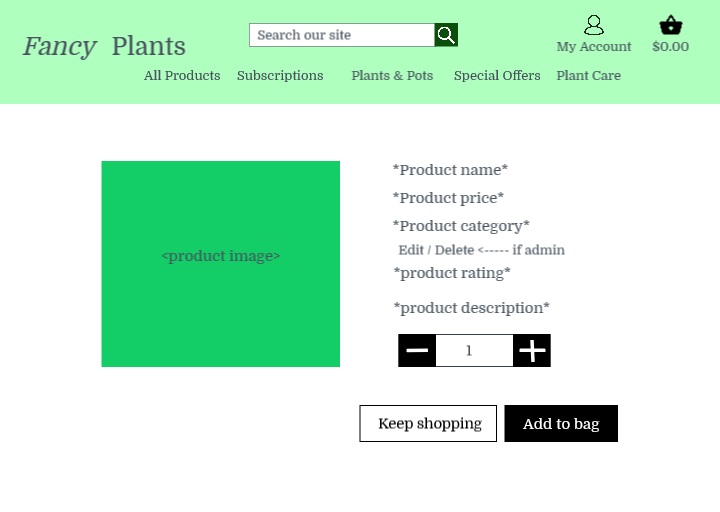 Fancy Plants
Search our site
My Account
$0.00
All Products
Subscriptions
Plants & Pots
Special Offers
Plant Care
<product image>
*Product name*
*Product price*
*Product category*
Edit / Delete <----- if admin
*product rating*
*product description*
1
Keep shopping
Add to bag